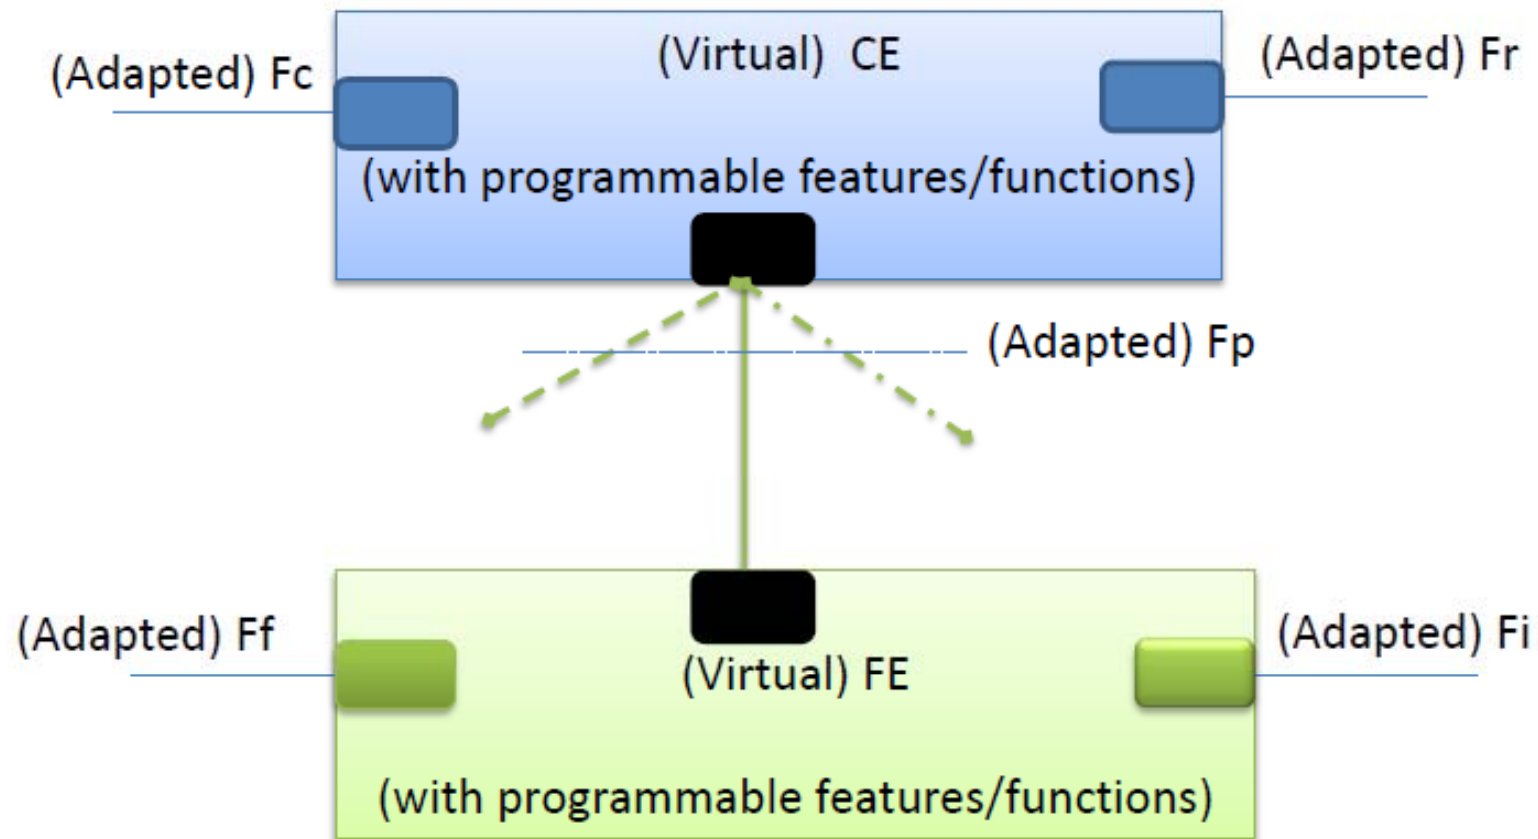 (Virtual) CE
(Adapted) Fc
(Adapted) Fr
(with programmable features/functions)
(Adapted) Fp
(Adapted) Ff
(Adapted) Fi
(Virtual) FE
(with programmable features/functions)